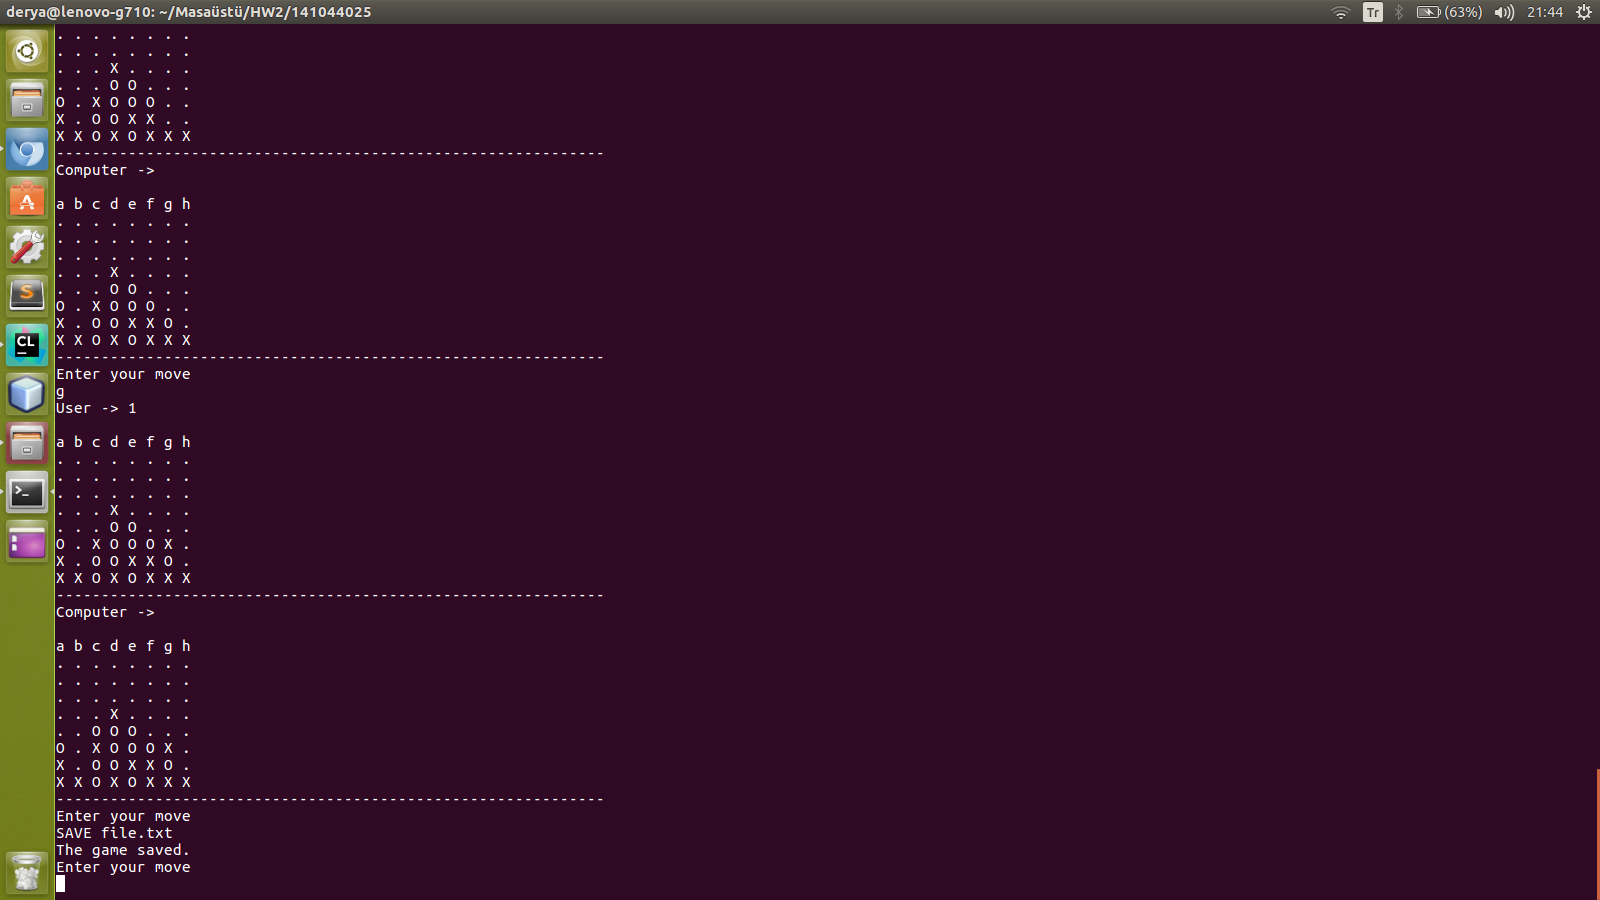 derya@lenovo-g710: ~/Masaüstü/HW2/141044025
Tr
(63%)
21:44
. . . . . . . .
. . . . . . . .
. . . X . . . .
. . . O O . . .
O . X O O O . .
X . O O X X . .
X X O X O X X X
-------------------------------------------------------------
Computer ->
a b c d e f g h
. . . . . . . .
. . . . . . . .
. . . . . . . .
. . . X . . . .
. . . O O . . .
O . X O O O . .
X . O O X X O .
X X O X O X X X
-------------------------------------------------------------
Enter your move
g
User -> 1
a b c d e f g h
. . . . . . . .
. . . . . . . .
. . . . . . . .
. . . X . . . .
. . . O O . . .
O . X O O O X .
X . O O X X O .
X X O X O X X X
-------------------------------------------------------------
Computer ->
a b c d e f g h
. . . . . . . .
. . . . . . . .
. . . . . . . .
. . . X . . . .
. . O O O . . .
O . X O O O X .
X . O O X X O .
X X O X O X X X
-------------------------------------------------------------
Enter your move
SAVE file.txt
The game saved.
Enter your move
A
S
CL
>_